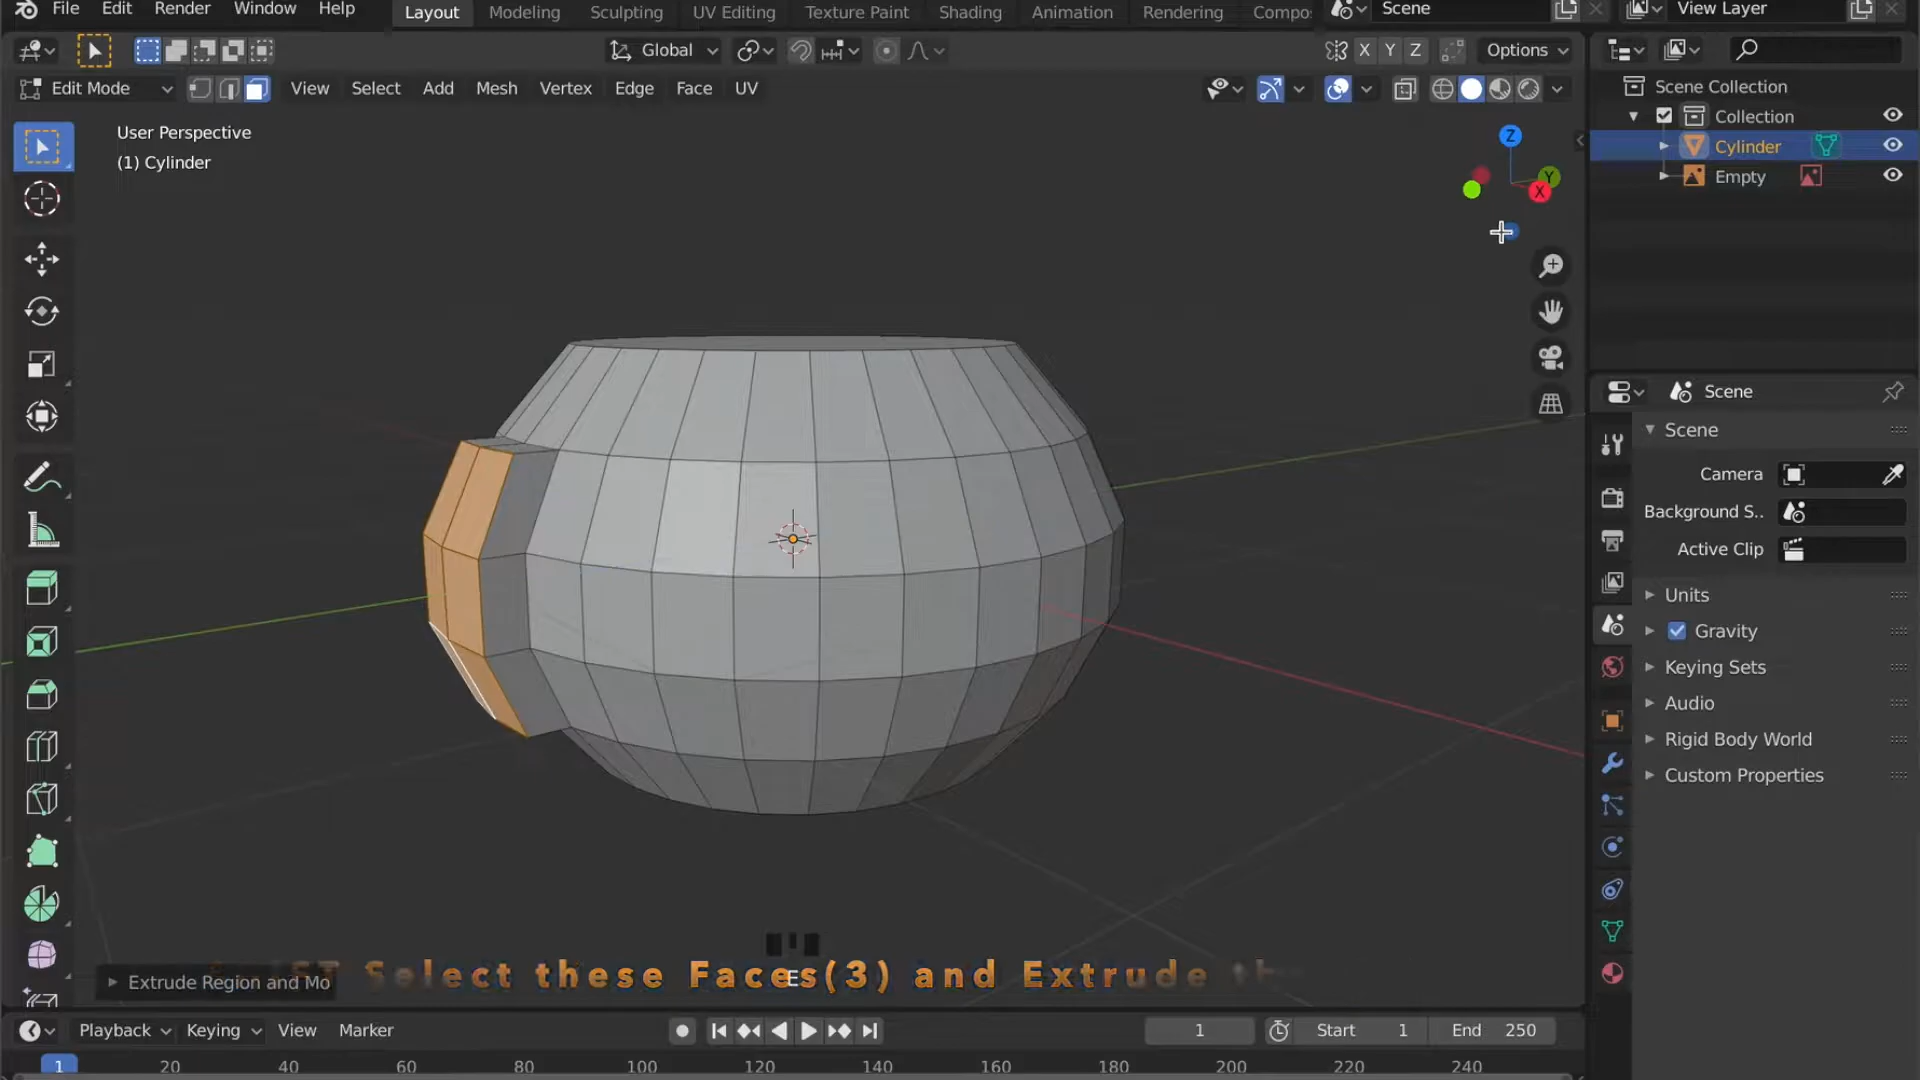 File Edit Render Window Help Layout Modeling Sculpting UV Editing Texture Paint Shading Animation Rendering Compo Scene View Layer
Global X Y Z Options
Edit Mode View Select Add Mesh Vertex Edge Face UV
Scene Collection
Collection
User Perspective
(1) Cylinder
Z
Y
X
Cylinder
Empty
Scene
Scene
Camera
Background S..
Active Clip
Units
Gravity
Keying Sets
Audio
Rigid Body World
Custom Properties
Select these Faces(3) and Extrude
E
Extrude Region and Mo
Playback Keying View Marker 1 Start 1 End 250
1 20 40 60 80 100 120 140 160 180 200 220 240